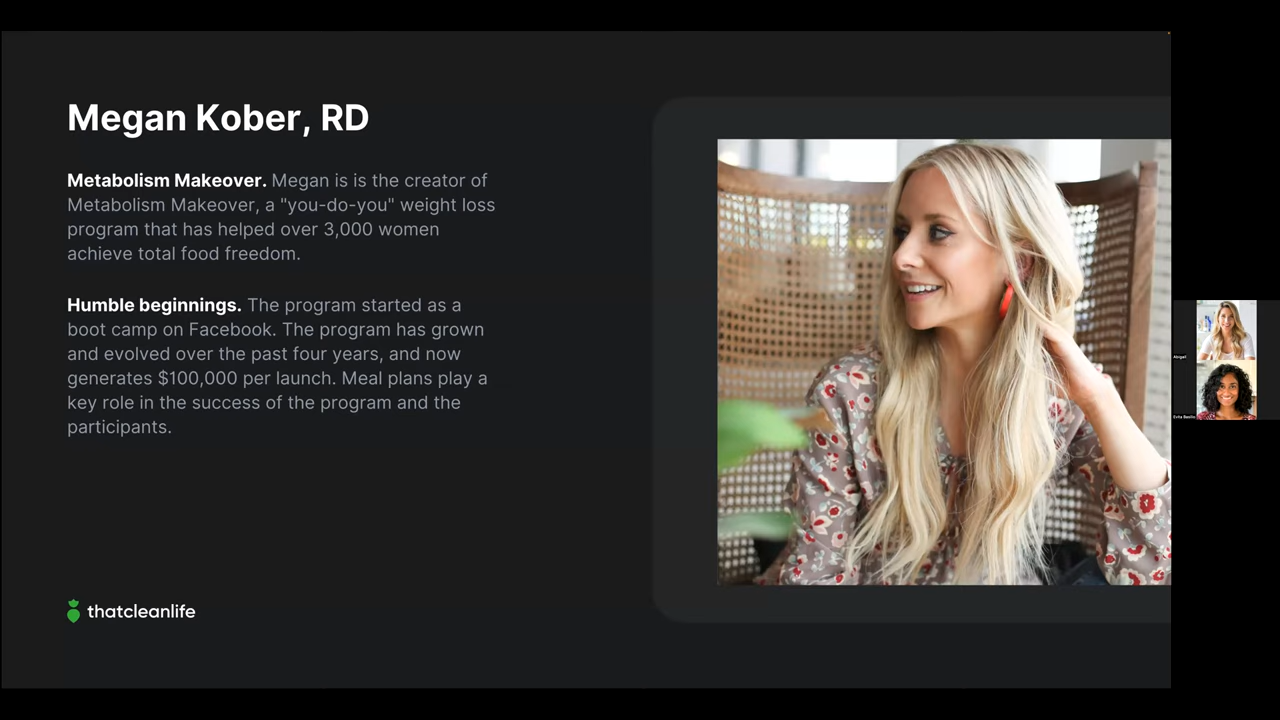 Megan Kober, RD
Metabolism Makeover. Megan is is the creator of
Metabolism Makeover, a "you-do-you" weight loss
program that has helped over 3,000 women
achieve total food freedom.
Humble beginnings. The program started as a
boot camp on Facebook. The program has grown
and evolved over the past four years, and now
generates $100,000 per launch. Meal plans play a
key role in the success of the program and the
participants.
thatcleanlife
Abigail